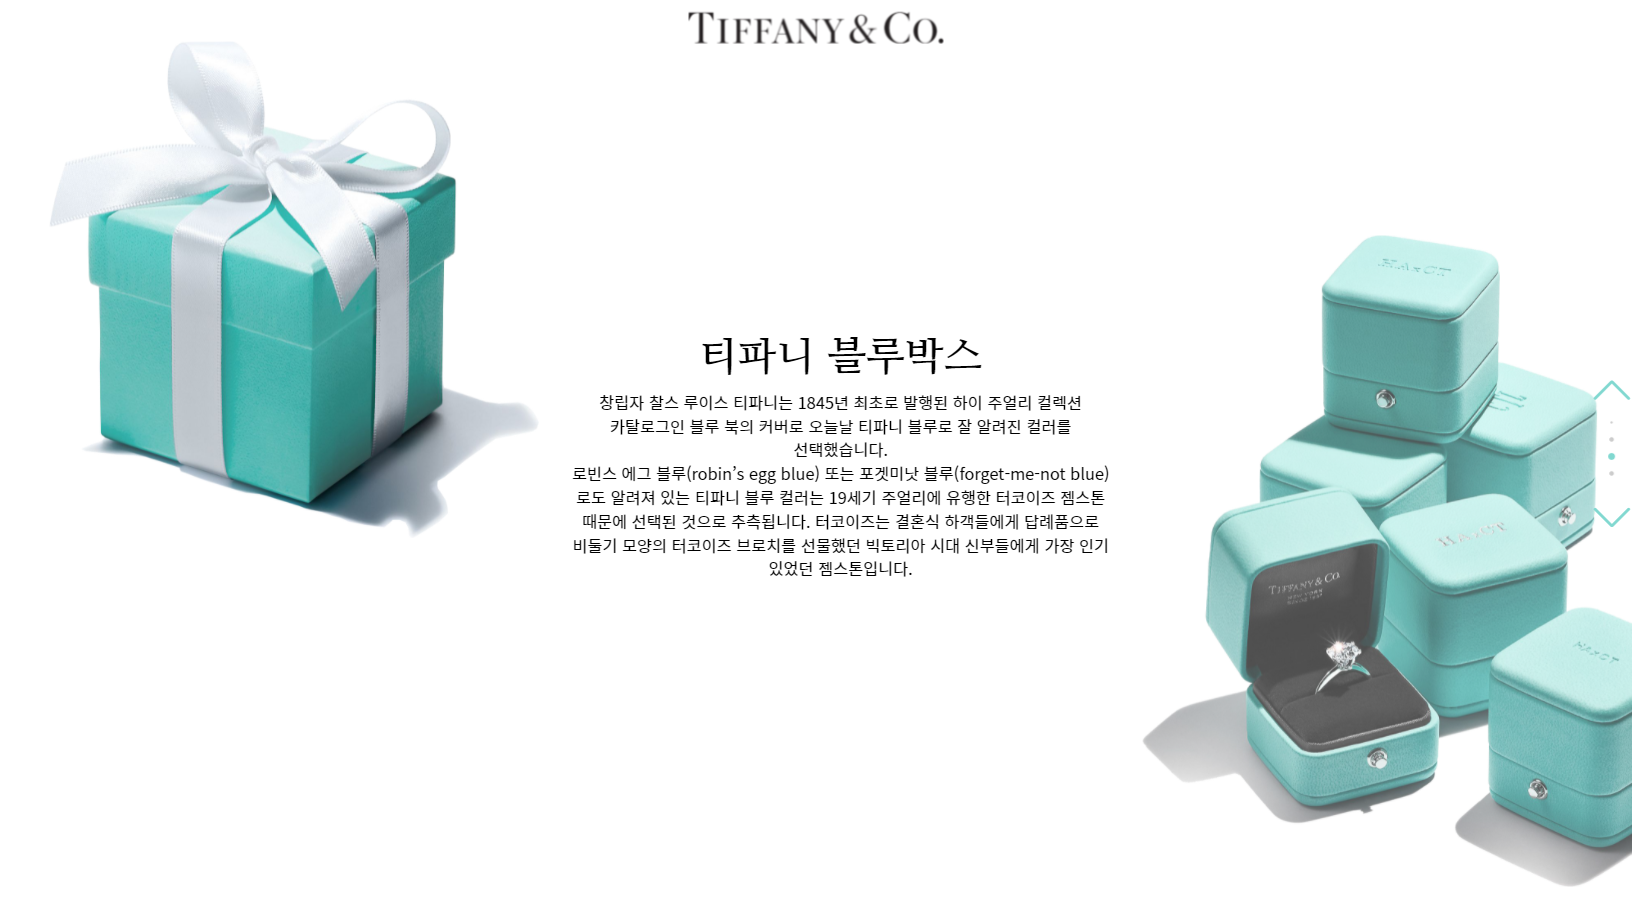 TIFFANY & CO.
티파니 블루박스
창립자 찰스 루이스 티파니는 1845년 최초로 발행된 하이 주얼리 컬렉션
카탈로그인 블루 북의 커버로 오늘날 티파니 블루로 잘 알려진 컬러를
선택했습니다.
로빈스 에그 블루(robin’s egg blue) 또는 포겟미낫 블루(forget-me-not blue)
로도 알려져 있는 티파니 블루 컬러는 19세기 주얼리에 유행한 터코이즈 젬스톤
때문에 선택된 것으로 추측됩니다. 터코이즈는 결혼식 하객들에게 답례품으로
비둘기 모양의 터코이즈 브로치를 선물했던 빅토리아 시대 신부들에게 가장 인기
있었던 젬스톤입니다.
TIFFANY & CO.